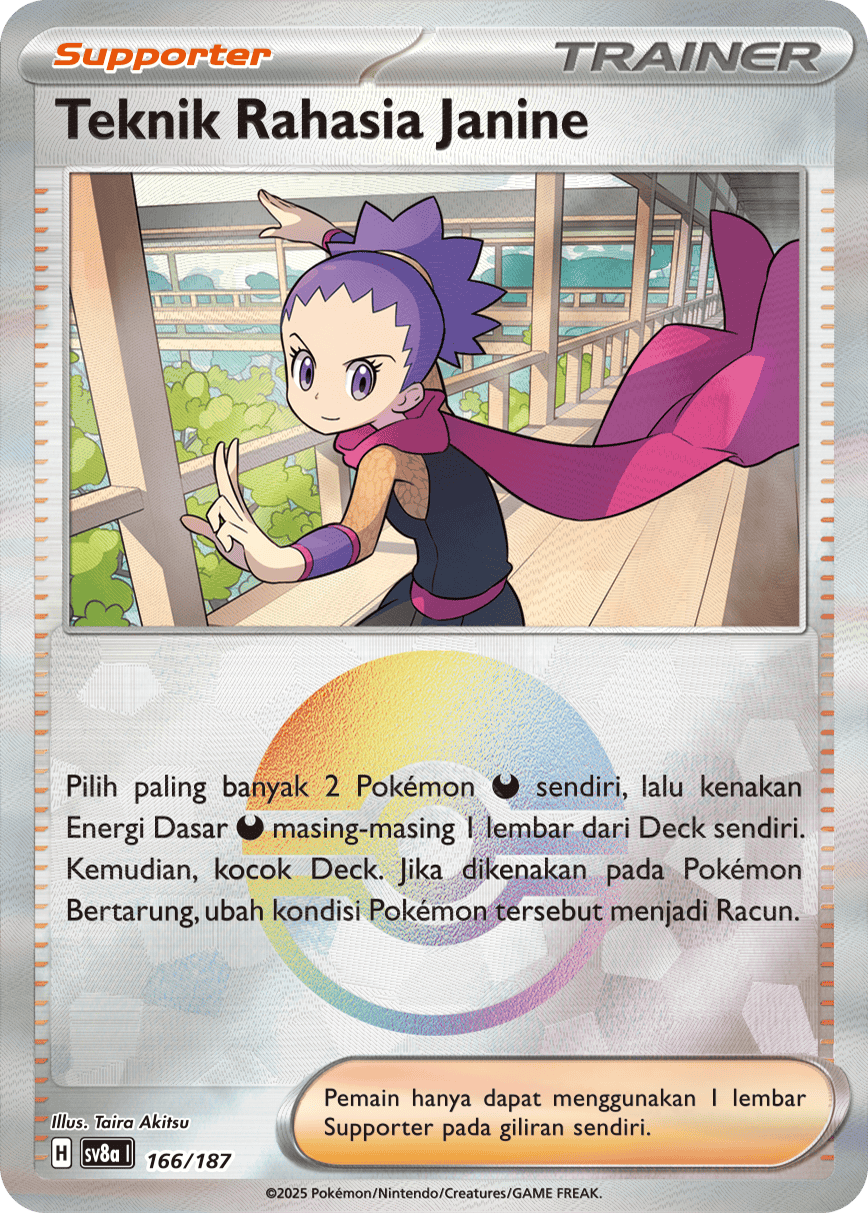 Supporter TRAINER
Teknik Rahasia Janine
Pilih paling banyak 2 Pokémon sendiri, lalu kenakan
Energi Dasar masing-masing 1 lembar dari Deck sendiri.
Kemudian, kocok Deck. Jika dikenakan pada Pokémon
Bertarung, ubah kondisi Pokémon tersebut menjadi Racun.
Pemain hanya dapat menggunakan 1 lembar
Supporter pada giliran sendiri.
Illus. Taira Akitsu
H sv8a I 166/187
©2025 Pokémon/Nintendo/Creatures/GAME FREAK.